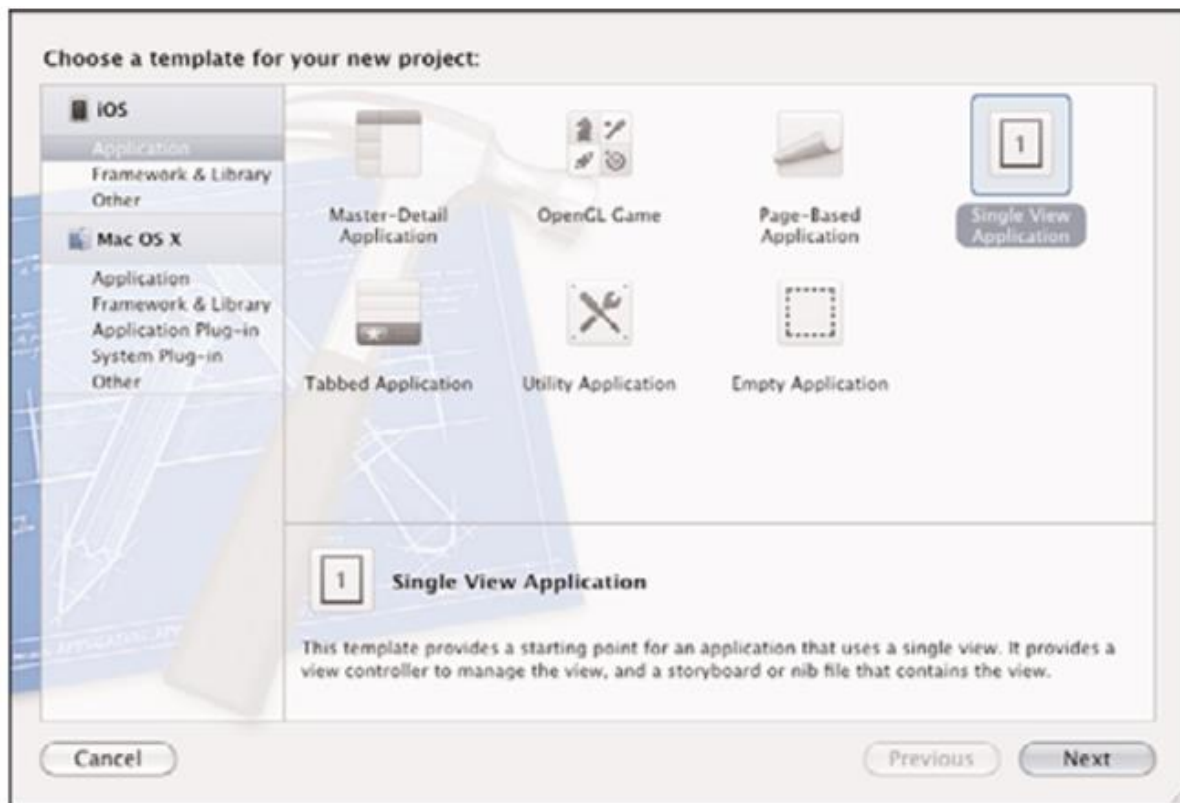 Choose a template for your new project:
iOS
Application
Framework & Library
Other
Mac OS X
Application
Framework & Library
Application Plug-in
System Plug-in
Other
Master-Detail
Application
OpenGL Game
Page-Based
Application
1
Single View
Application
Tabbed Application
Utility Application
Empty Application
1
Single View Application
This template provides a starting point for an application that uses a single view. It provides a
view controller to manage the view, and a storyboard or nib file that contains the view.
Cancel
Previous
Next